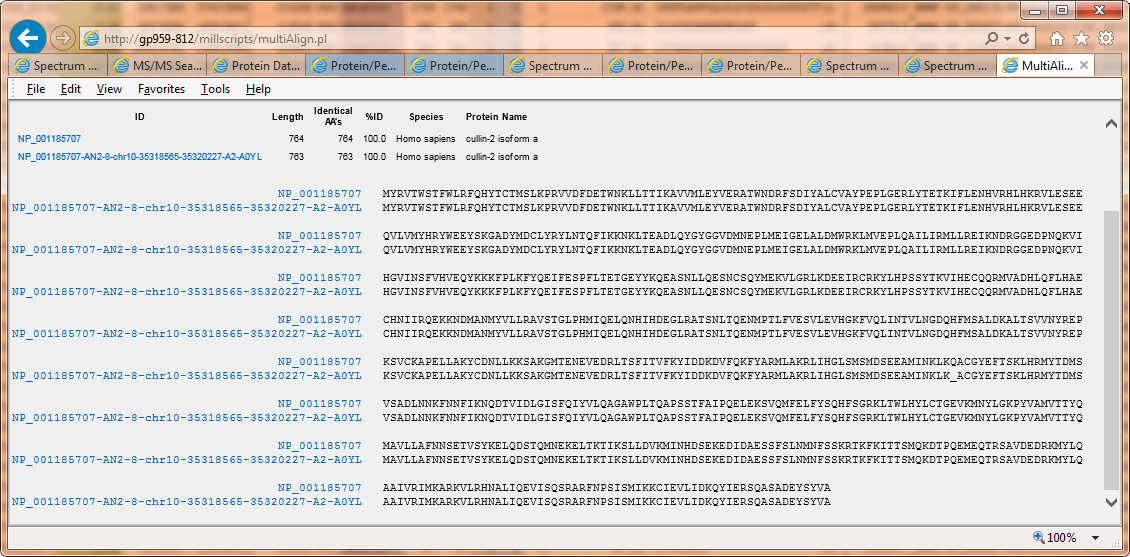 http://gp959-812/millscripts/multiAlign.pl
Spectrum ... MS/MS Sea... Protein Dat... Protein/Pe... Protein/Pe... Spectrum ... Protein/Pe... Protein/Pe... Spectrum ... Spectrum ... MultiAli...
File Edit View Favorites Tools Help
ID Length Identical AA's %ID Species Protein Name
NP_001185707 764 764 100.0 Homo sapiens cullin-2 isoform a
NP_001185707-AN2-8-chr10-35318565-35320227-A2-A0YL 763 763 100.0 Homo sapiens cullin-2 isoform a
NP_001185707 MYRVTWSTFWLRFQHYTCTMSLKPRVVDFDETWNKLLTTIKAVVMLEYVERATWNDRFSDIYALCVAYPEPLGERLYTETKIFLENHVRHLHKRVLESEE
NP_001185707-AN2-8-chr10-35318565-35320227-A2-A0YL MYRVTWSTFWLRFQHYTCTMSLKPRVVDFDETWNKLLTTIKAVVMLEYVERATWNDRFSDIYALCVAYPEPLGERLYTETKIFLENHVRHLHKRVLESEE
NP_001185707 QVLVMYHRYWEEYSKGADYMDCLYRYLNTQFIKKNKLTEADLQYGYGGVDMNEPLMEIGELALDMWRKLMVEPLQAILIRMLLREIKNDRGGEDPNQKVI
NP_001185707-AN2-8-chr10-35318565-35320227-A2-A0YL QVLVMYHRYWEEYSKGADYMDCLYRYLNTQFIKKNKLTEADLQYGYGGVDMNEPLMEIGELALDMWRKLMVEPLQAILIRMLLREIKNDRGGEDPNQKVI
NP_001185707 HGVINSFVHVEQYKKKFPLKFYQEIFESPFLTETGEYYKQEASNLLQESNCSQYMEKVLGRLKDEEIRCRKYLHPSSYTKVIHECQQRMVADHLQFLHAE
NP_001185707-AN2-8-chr10-35318565-35320227-A2-A0YL HGVINSFVHVEQYKKKFPLKFYQEIFESPFLTETGEYYKQEASNLLQESNCSQYMEKVLGRLKDEEIRCRKYLHPSSYTKVIHECQQRMVADHLQFLHAE
NP_001185707 CHNIIRQEKKNDMANMYVLLRAVSTGLPHMIQELQNHIHDEGLRATSNLTQENMPTLFVESVLEVHGKFVQLINTVLNGDQHFMSALDKALTSVVNYREP
NP_001185707-AN2-8-chr10-35318565-35320227-A2-A0YL CHNIIRQEKKNDMANMYVLLRAVSTGLPHMIQELQNHIHDEGLRATSNLTQENMPTLFVESVLEVHGKFVQLINTVLNGDQHFMSALDKALTSVVNYREP
NP_001185707 KSVCKAPELLAKYCDNLLKKSAKGMTENEVEDRLTSFITVFKYIDDKDVFQKFYARMLAKRLIHGLSMSMDSEEAMINKLKQACGYEFTSKLHRMYTDMS
NP_001185707-AN2-8-chr10-35318565-35320227-A2-A0YL KSVCKAPELLAKYCDNLLKKSAKGMTENEVEDRLTSFITVFKYIDDKDVFQKFYARMLAKRLIHGLSMSMDSEEAMINKLK_ACGYEFTSKLHRMYTDMS
NP_001185707 VSADLNNKFNNFIKNQDTVIDLGISFQIYVLQAGAWPLTQAPSSTFAIPQELEKSVQMFELFYSQHFSGRKLTWLHYLCTGEVKMNYLGKPYVAMVTTYQ
NP_001185707-AN2-8-chr10-35318565-35320227-A2-A0YL VSADLNNKFNNFIKNQDTVIDLGISFQIYVLQAGAWPLTQAPSSTFAIPQELEKSVQMFELFYSQHFSGRKLTWLHYLCTGEVKMNYLGKPYVAMVTTYQ
NP_001185707 MAVLLAFNNSETVSYKELQDSTQMNEKELTKTIKSLLDVKMINHDSEKEDIDAESSFSLNMNFSSKRTKFKITTSMQKDTPQEMEQTRSAVDEDRKMYLQ
NP_001185707-AN2-8-chr10-35318565-35320227-A2-A0YL MAVLLAFNNSETVSYKELQDSTQMNEKELTKTIKSLLDVKMINHDSEKEDIDAESSFSLNMNFSSKRTKFKITTSMQKDTPQEMEQTRSAVDEDRKMYLQ
NP_001185707 AAIVRIMKARKVLRHNALIQEVISQSRARFNPSISMIKKCIEVLIDKQYIERSQASADEYSYVA
NP_001185707-AN2-8-chr10-35318565-35320227-A2-A0YL AAIVRIMKARKVLRHNALIQEVISQSRARFNPSISMIKKCIEVLIDKQYIERSQASADEYSYVA
100%